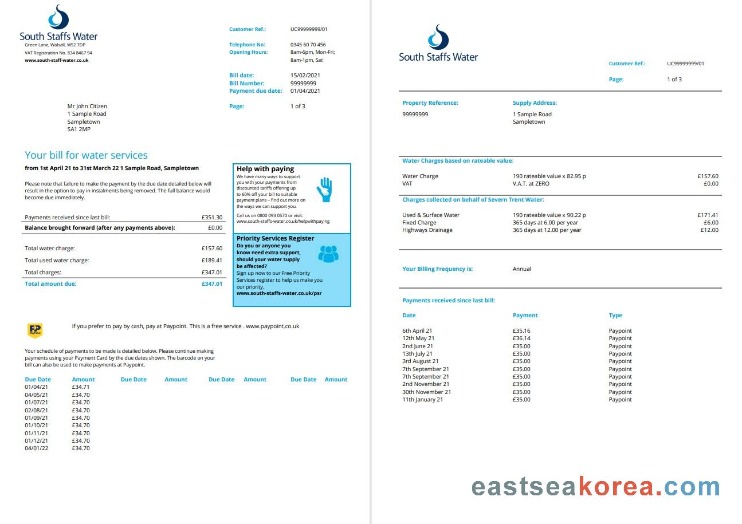 South Staffs Water
Green Lane, Walsall, WS2 7DP
VAT Registration No. 834 8467 94
www.south-staffs-water.co.uk
Customer Ref.: UC99999999/01
Telephone No: 0345 60 70 456
Opening Hours: 8am-6pm, Mon-Fri;
8am-1pm, Sat
Bill date: 15/02/2021
Bill Number: 99999999
Payment due date: 01/04/2021
Page: 1 of 3
Mr John Citizen
1 Sample Road
Sampletown
SA1 2MP
Your bill for water services
from 1st April 21 to 31st March 22 1 Sample Road, Sampletown
Please note that failure to make the payment by the due date detailed below will
result in the option to pay in instalments being removed. The full balance would
become due immediately.
Payments received since last bill: £351.30
Balance brought forward (after any payments above): £0.00
Total water charge: £157.60
Total used water charge: £189.41
Total charges: £347.01
Total amount due: £347.01
Help with paying
We have many ways to support
you with your payments from
discounted tariffs offering up
to 60% off your bill to suitable
payment plans - Find out more on
the ways we can support you.
Call us on 0800 093 0570 or visit
www.south-staffs-water.co.uk/helpwithpaying
Priority Services Register
Do you or anyone you
know need extra support,
should your water supply
be affected?
Sign up now to our Free Priority
Services register to help us make you
our priority.
www.south-staffs-water.co.uk/psr
If you prefer to pay by cash, pay at Paypoint. This is a free service . www.paypoint.co.uk
Your schedule of payments to be made is detailed below. Please continue making
payments using your Payment Card by the due dates shown. The barcode on your
bill can also be used to make payments at Paypoint.
Due Date Amount Due Date Amount Due Date Amount Due Date Amount
01/04/21 £34.71
04/05/21 £34.70
01/07/21 £34.70
02/08/21 £34.70
01/09/21 £34.70
01/10/21 £34.70
01/11/21 £34.70
01/12/21 £34.70
04/01/22 £34.70
South Staffs Water
Customer Ref.: UC99999999/01
Page: 1 of 3
Property Reference: Supply Address:
99999999 1 Sample Road
Sampletown
Water Charges based on rateable value:
Water Charge 190 rateable value x 82.95 p £157.60
VAT V.A.T. at ZERO £0.00
Charges collected on behalf of Severn Trent Water:
Used & Surface Water 190 rateable value x 90.22 p £171.41
Fixed Charge 365 days at 6.00 per year £6.00
Highways Drainage 365 days at 12.00 per year £12.00
Your Billing Frequency is: Annual
Payments received since last bill:
Date Payment Type
6th April 21 £35.16 Paypoint
12th May 21 £36.14 Paypoint
2nd June 21 £35.00 Paypoint
13th July 21 £35.00 Paypoint
3rd August 21 £35.00 Paypoint
7th September 21 £35.00 Paypoint
7th September 21 £35.00 Paypoint
2nd November 21 £35.00 Paypoint
30th November 21 £35.00 Paypoint
11th January 21 £35.00 Paypoint
eastseakorea.com